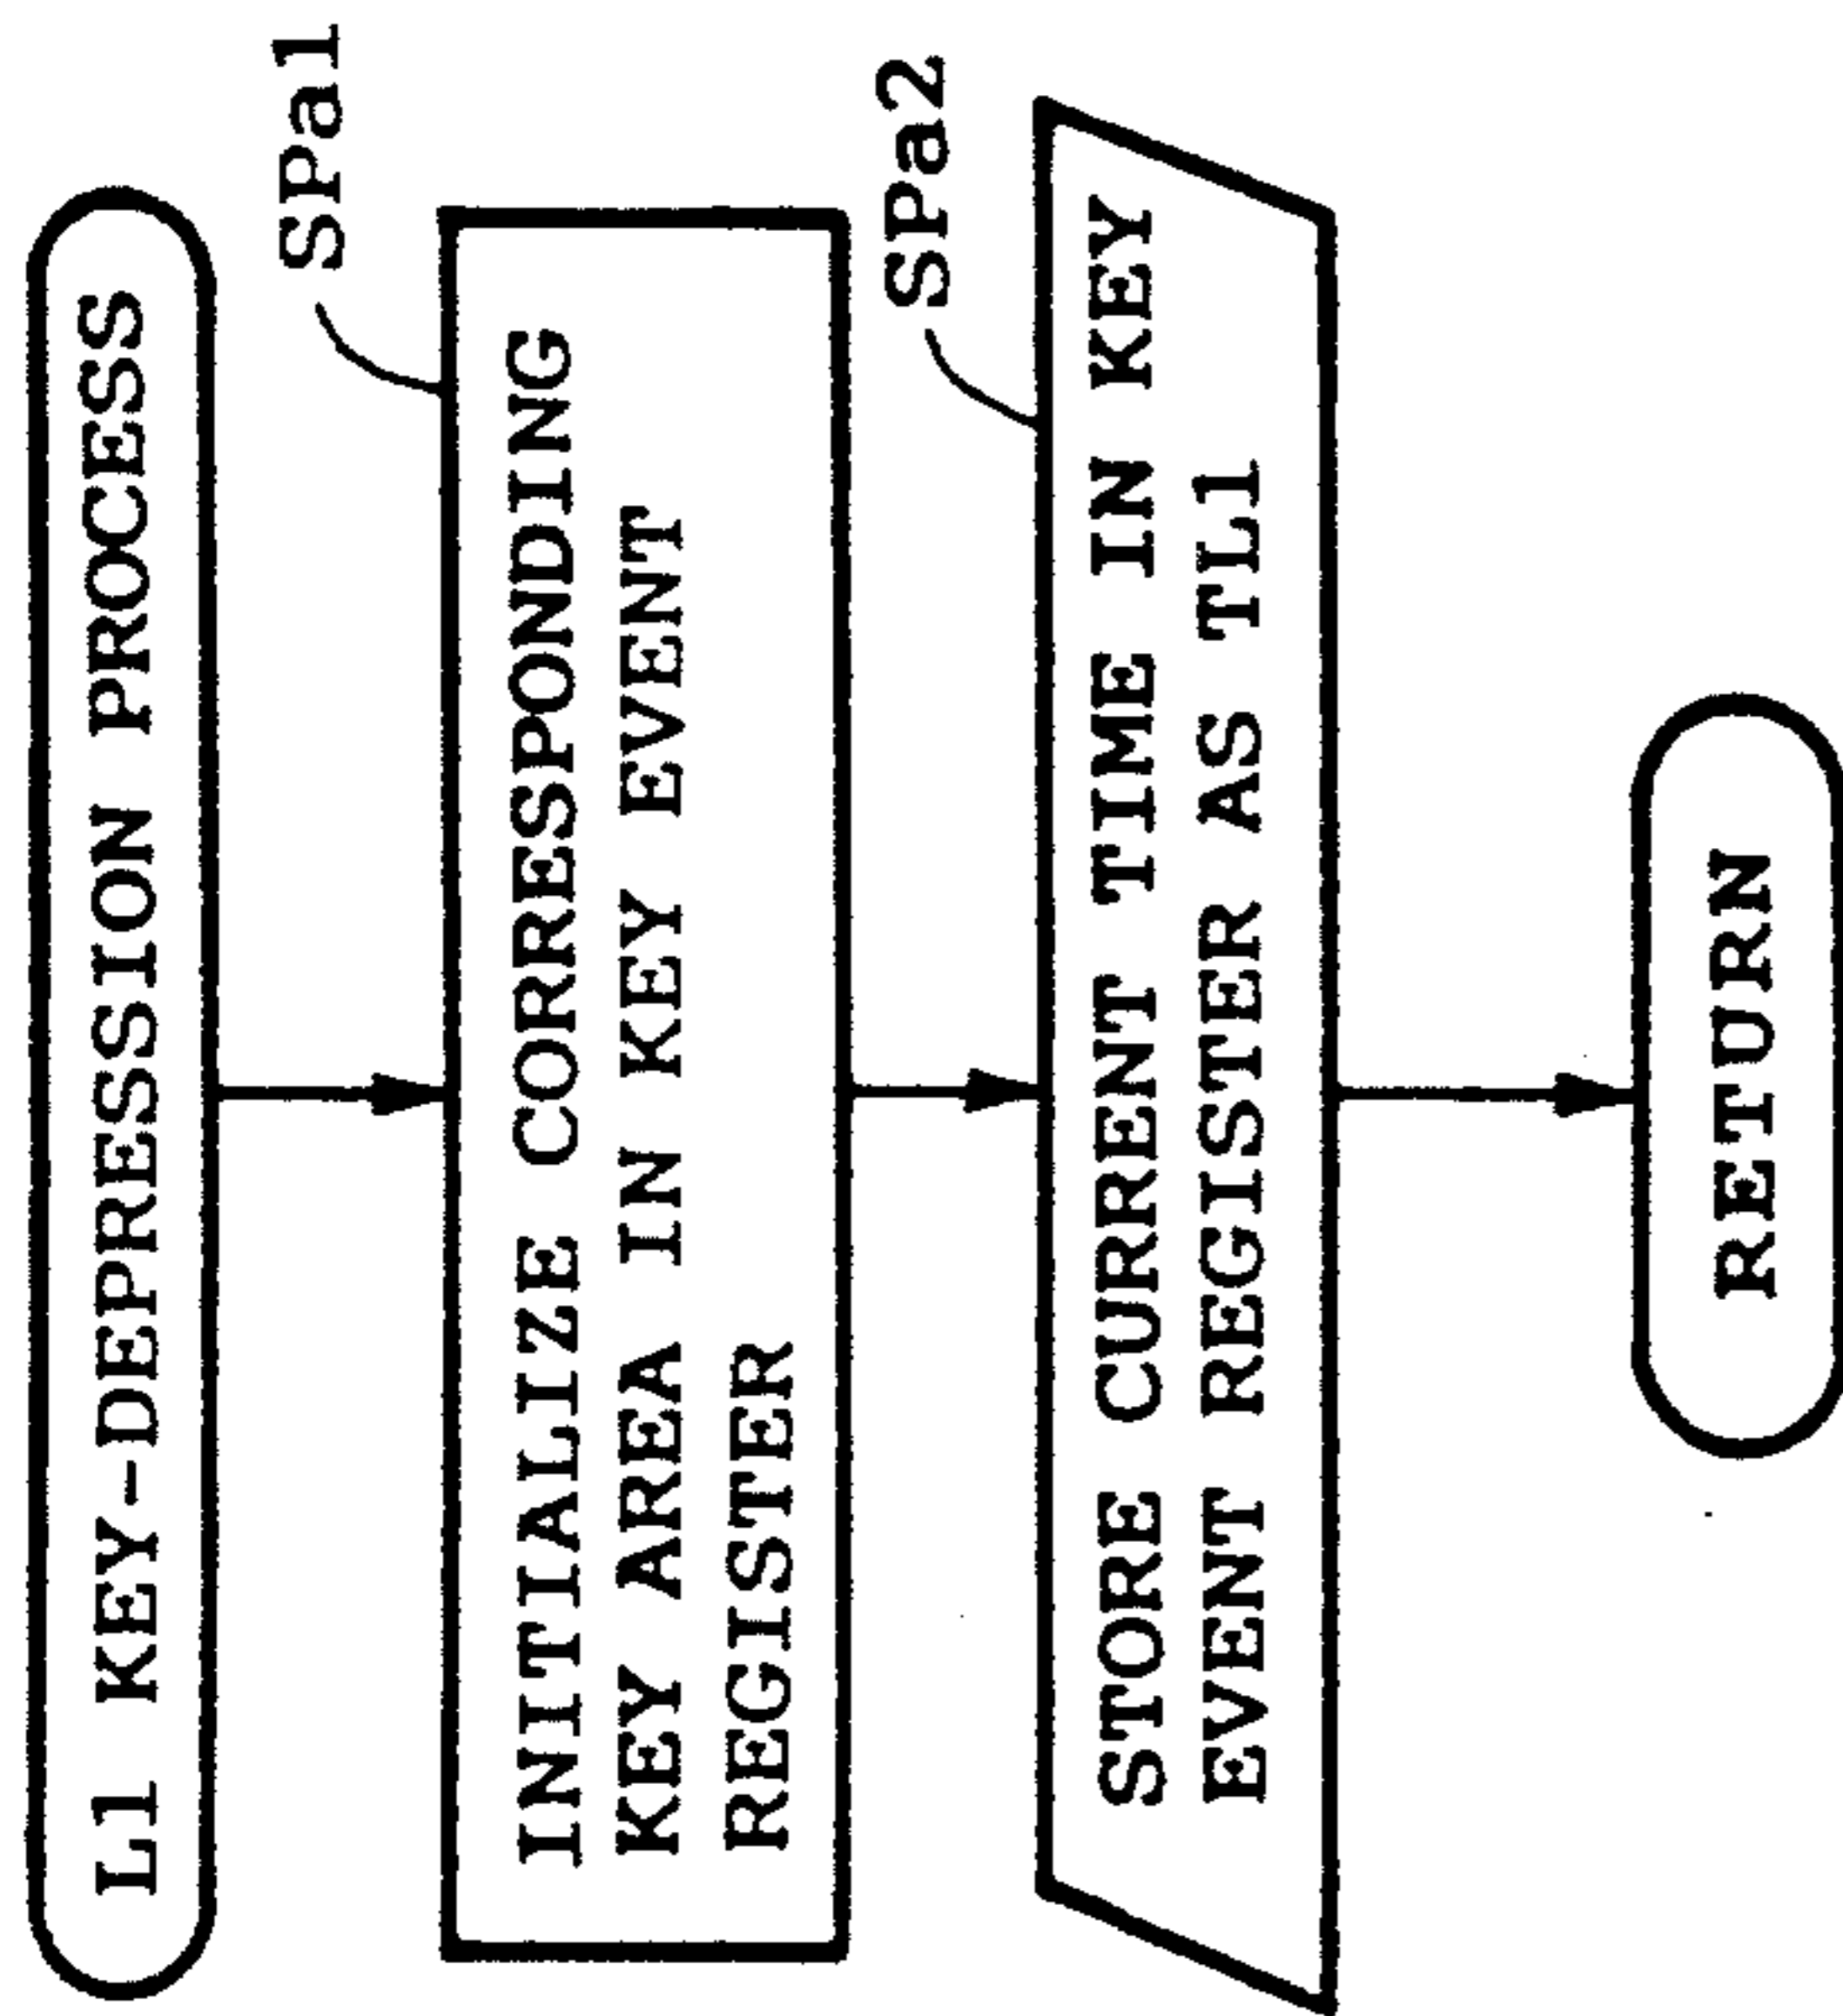 L1 KEY-DEPRESSION PROCESS
SPa1
INITIALIZE CORRESPONDING
KEY AREA IN KEY EVENT
REGISTER
SPa2
STORE CURRENT TIME IN KEY
EVENT REGISTER AS TL1
RETURN